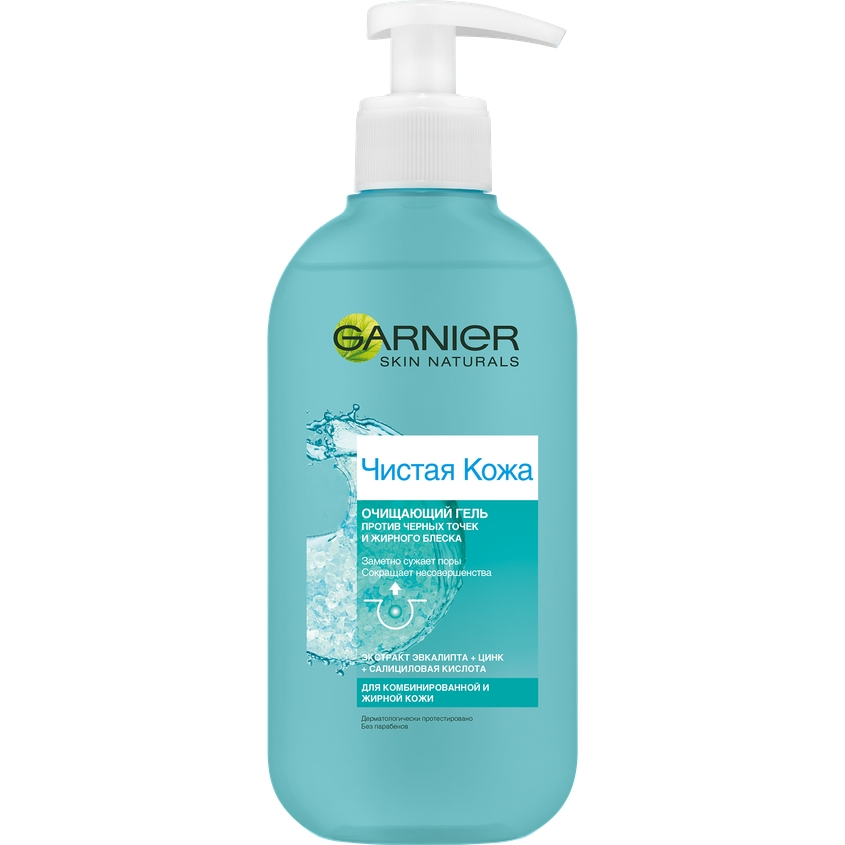 GARNIER
SKIN NATURALS
Чистая Кожа
ОЧИЩАЮЩИЙ ГЕЛЬ
ПРОТИВ ЧЕРНЫХ ТОЧЕК
И ЖИРНОГО БЛЕСКА
Заметно сужает поры
Сокращает несовершенства
ЭКСТРАКТ ЭВКАЛИПТА + ЦИНК
+ САЛИЦИЛОВАЯ КИСЛОТА
ДЛЯ КОМБИНИРОВАННОЙ И
ЖИРНОЙ КОЖИ
Дерматологически протестировано
Без парабенов